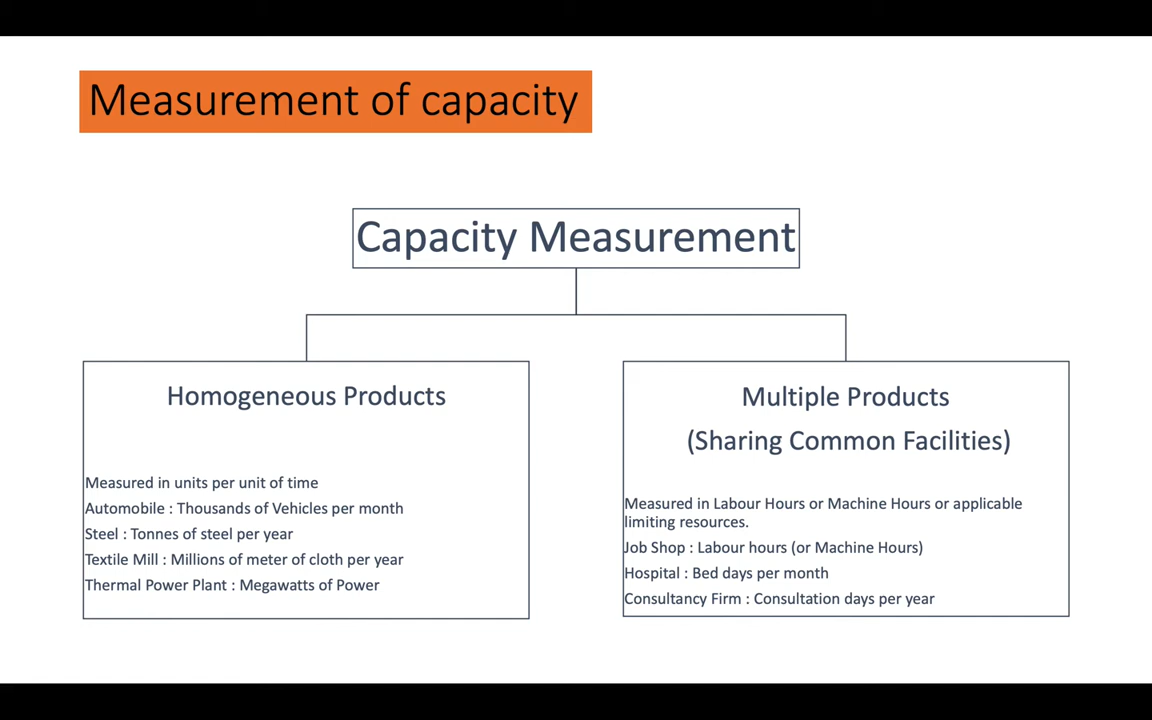 Measurement of capacity
Capacity Measurement
Homogeneous Products
Measured in units per unit of time
Automobile : Thousands of Vehicles per month
Steel : Tonnes of steel per year
Textile Mill : Millions of meter of cloth per year
Thermal Power Plant : Megawatts of Power
Multiple Products
(Sharing Common Facilities)
Measured in Labour Hours or Machine Hours or applicable
limiting resources.
Job Shop : Labour hours (or Machine Hours)
Hospital : Bed days per month
Consultancy Firm : Consultation days per year